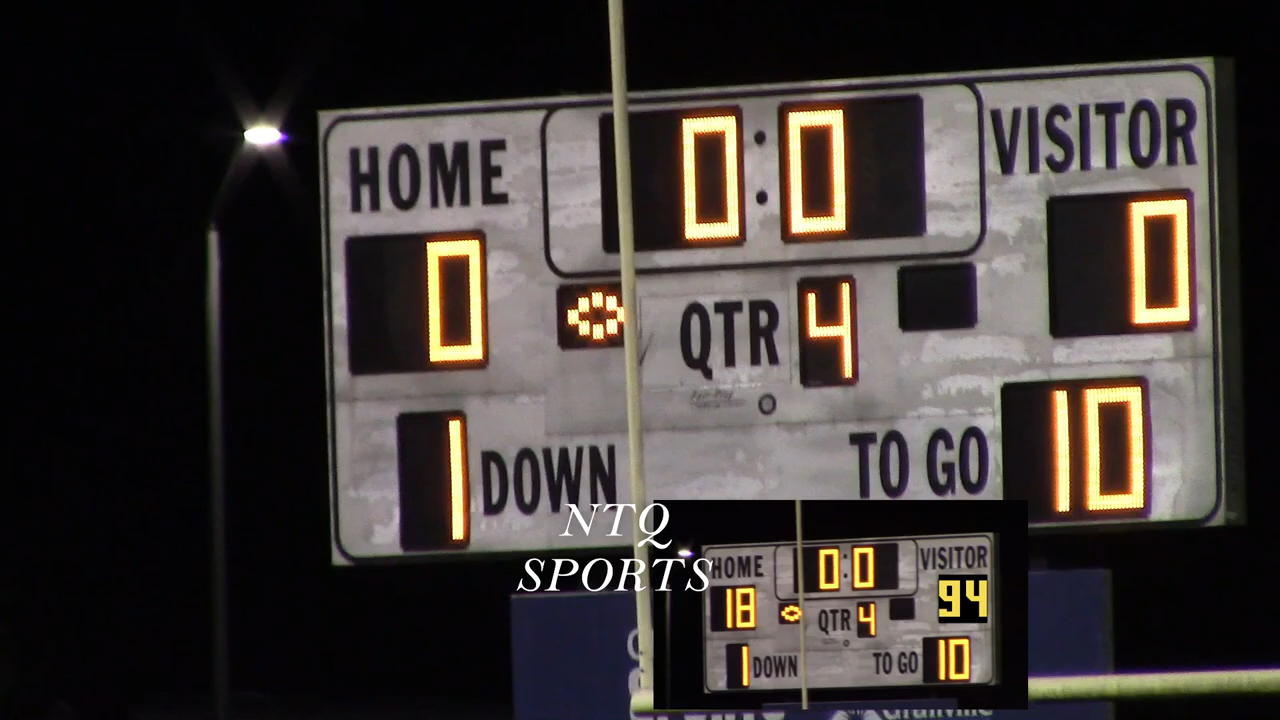 HOME 0:0 VISITOR
0 QTR 4 0
1 DOWN TO GO 10
NTQ
SPORTS
HOME 0:0 VISITOR
18 QTR 4 94
1 DOWN TO GO 10
Granville